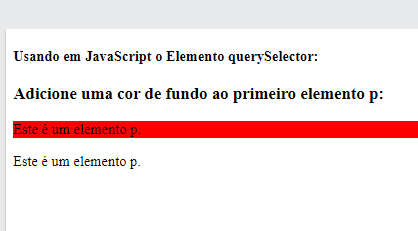 Usando em JavaScript o Elemento querySelector:
Adicione uma cor de fundo ao primeiro elemento p:
Este é um elemento p.
Este é um elemento p.